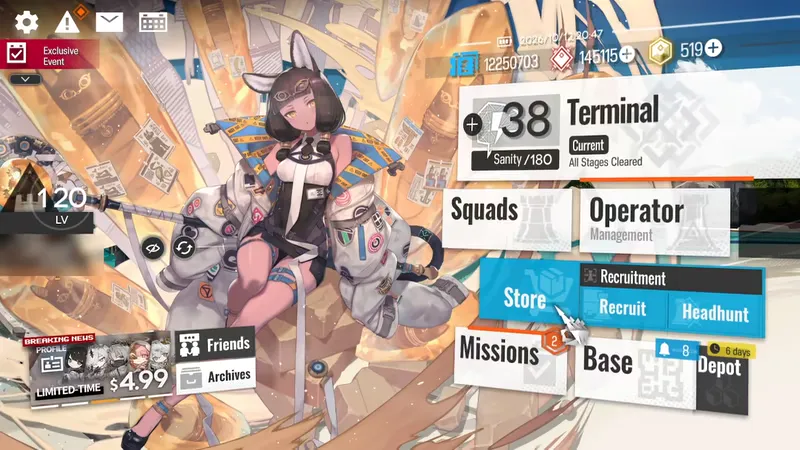 Exclusive
Event
2026/10/12 20:47
12250703
145115
519
38
Sanity /180
Terminal
Current
All Stages Cleared
120
LV
Squads
Operator
Management
Recruitment
Store
Recruit
Headhunt
BREAKING NEWS
PROFILE
LIMITED-TIME
$4.99
Friends
Archives
Missions
2
Base
8
6 days
Depot